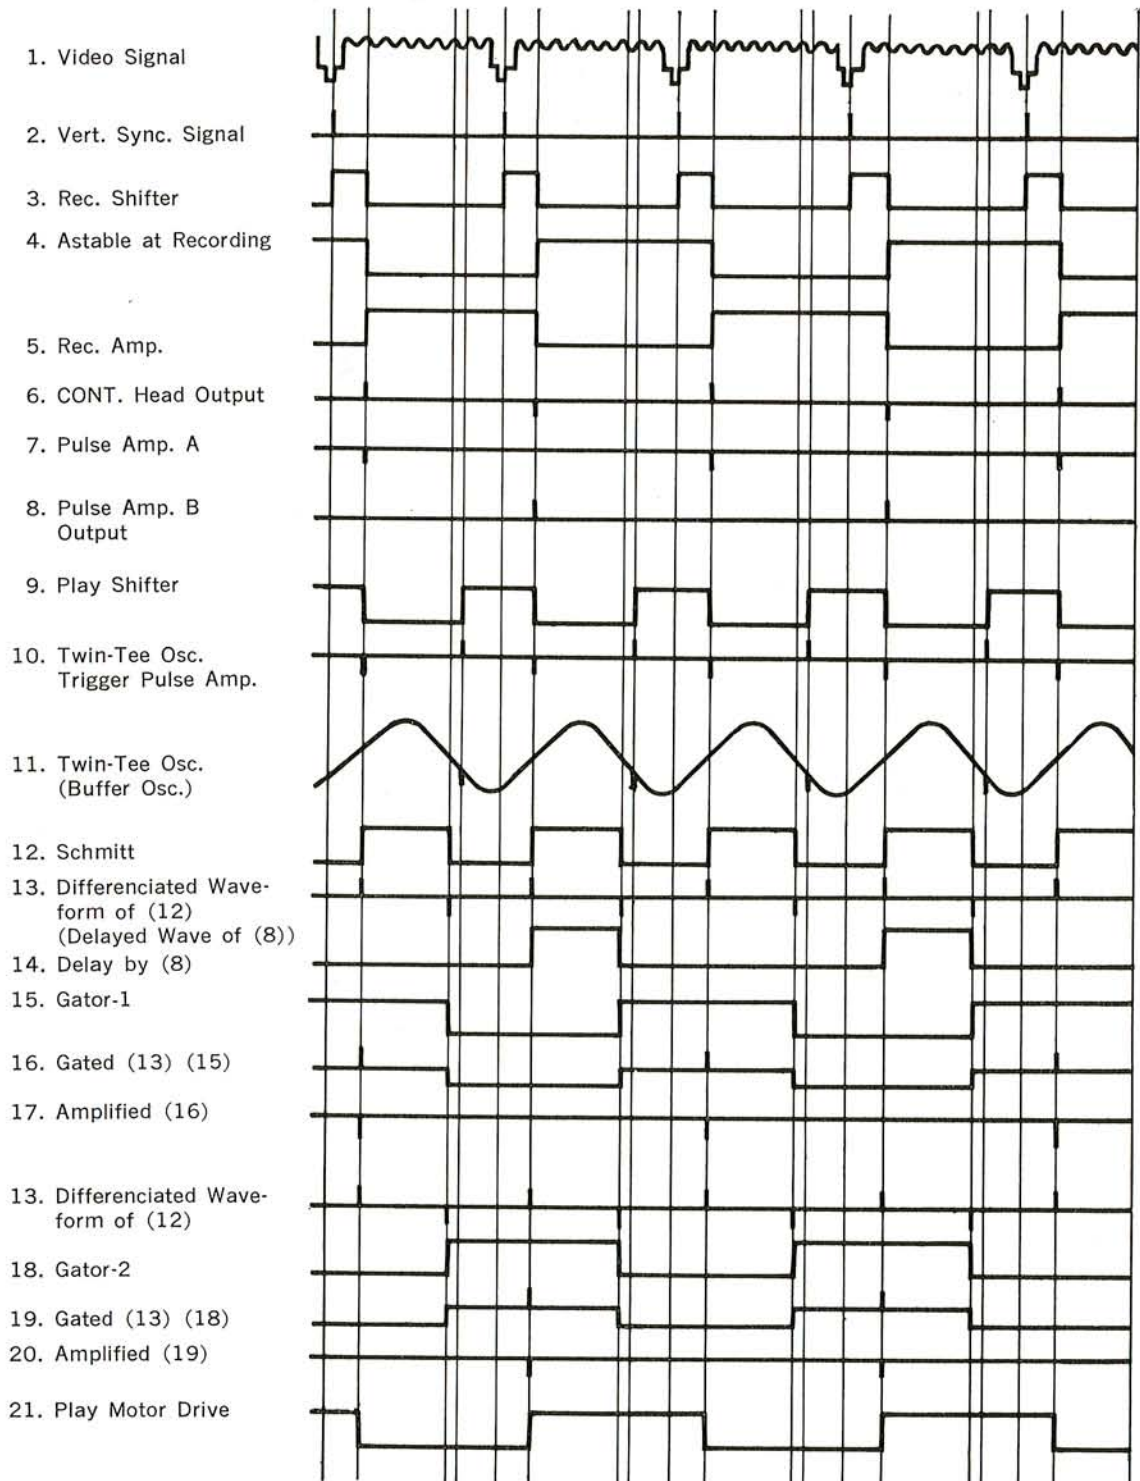 1. Video Signal
2. Vert. Sync. Signal
3. Rec. Shifter
4. Astable at Recording
5. Rec. Amp.
6. CONT. Head Output
7. Pulse Amp. A
8. Pulse Amp. B
Output
9. Play Shifter
10. Twin-Tee Osc.
Trigger Pulse Amp.
11. Twin-Tee Osc.
(Buffer Osc.)
12. Schmitt
13. Differenciated Wave-
form of (12)
(Delayed Wave of (8))
14. Delay by (8)
15. Gator-1
16. Gated (13) (15)
17. Amplified (16)
13. Differenciated Wave-
form of (12)
18. Gator-2
19. Gated (13) (18)
20. Amplified (19)
21. Play Motor Drive